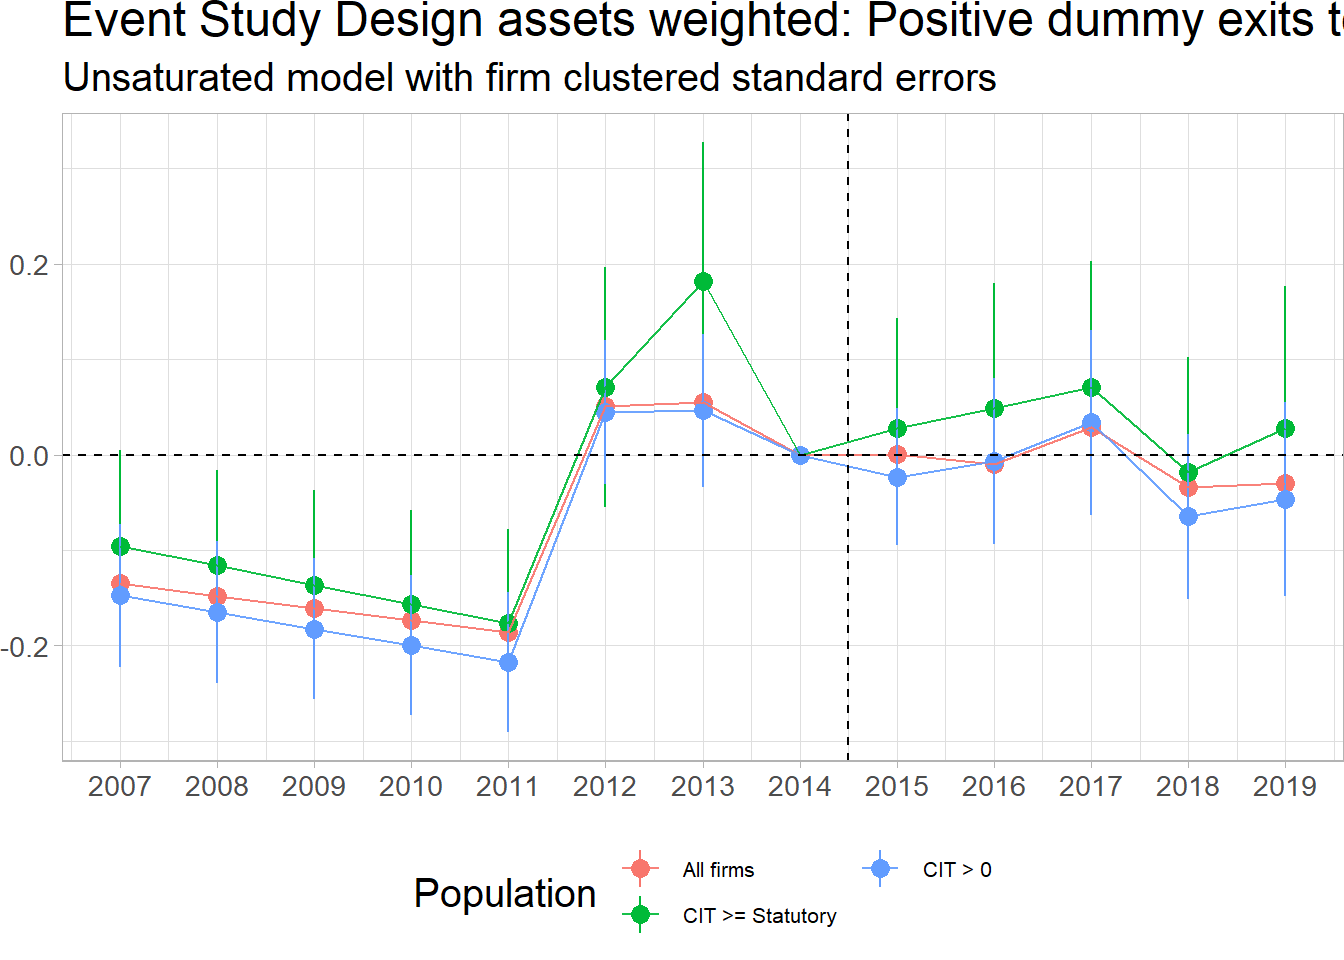 Event Study Design assets weighted: Positive dummy exits
Unsaturated model with firm clustered standard errors
0.2
0.0
-0.2
2007 2008 2009 2010 2011 2012 2013 2014 2015 2016 2017 2018 2019
Population
All firms
CIT > 0
CIT >= Statutory